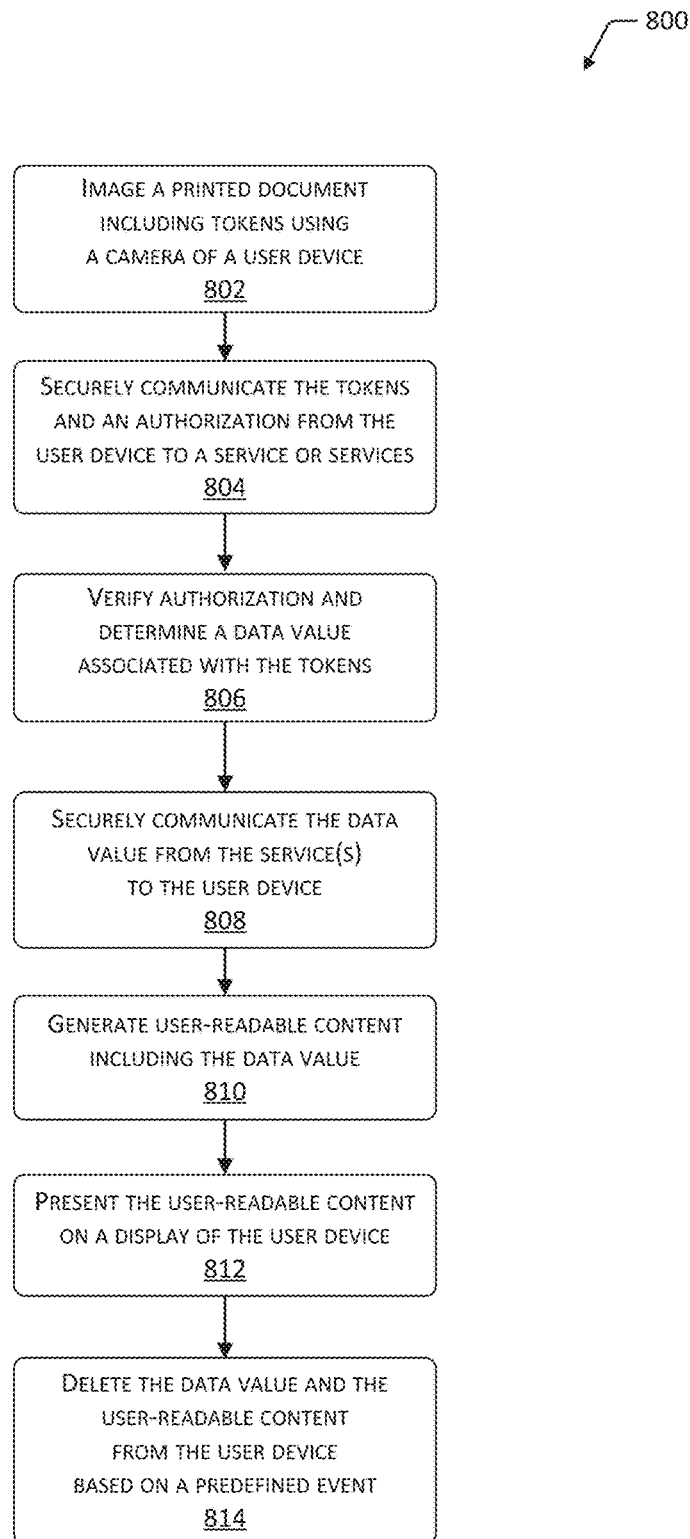 800
IMAGE A PRINTED DOCUMENT
INCLUDING TOKENS USING
A CAMERA OF A USER DEVICE
802
SECURELY COMMUNICATE THE TOKENS
AND AN AUTHORIZATION FROM THE
USER DEVICE TO A SERVICE OR SERVICES
804
VERIFY AUTHORIZATION AND
DETERMINE A DATA VALUE
ASSOCIATED WITH THE TOKENS
806
SECURELY COMMUNICATE THE DATA
VALUE FROM THE SERVICE(S)
TO THE USER DEVICE
808
GENERATE USER-READABLE CONTENT
INCLUDING THE DATA VALUE
810
PRESENT THE USER-READABLE CONTENT
ON A DISPLAY OF THE USER DEVICE
812
DELETE THE DATA VALUE AND THE
USER-READABLE CONTENT
FROM THE USER DEVICE
BASED ON A PREDEFINED EVENT
814